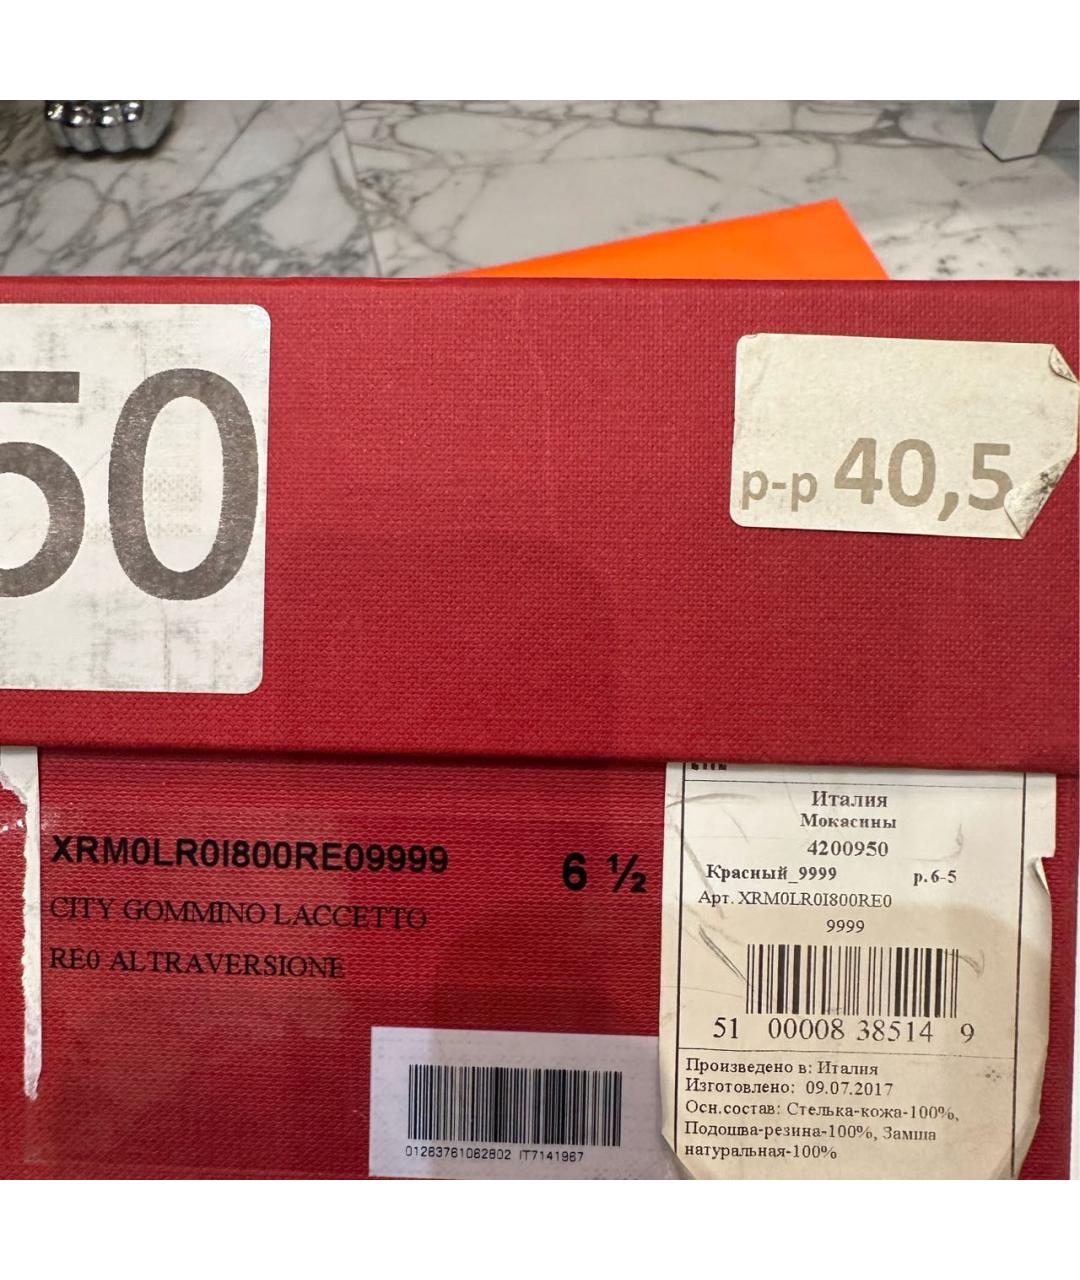 50
р-р 40,5
XRM0LR0I800RE09999
6 ½
CITY GOMMINO LACCETTO
RE0 ALTRAVERSIONE
01283761062802 IT7141967
Италия
Мокасины
4200950
Красный_9999 р.6-5
Арт. XRM0LR0I800RE0
9999
51 00008 38514 9
Произведено в: Италия
Изготовлено: 09.07.2017
Осн.состав: Стелька-кожа-100%,
Подошва-резина-100%, Замша
натуральная-100%